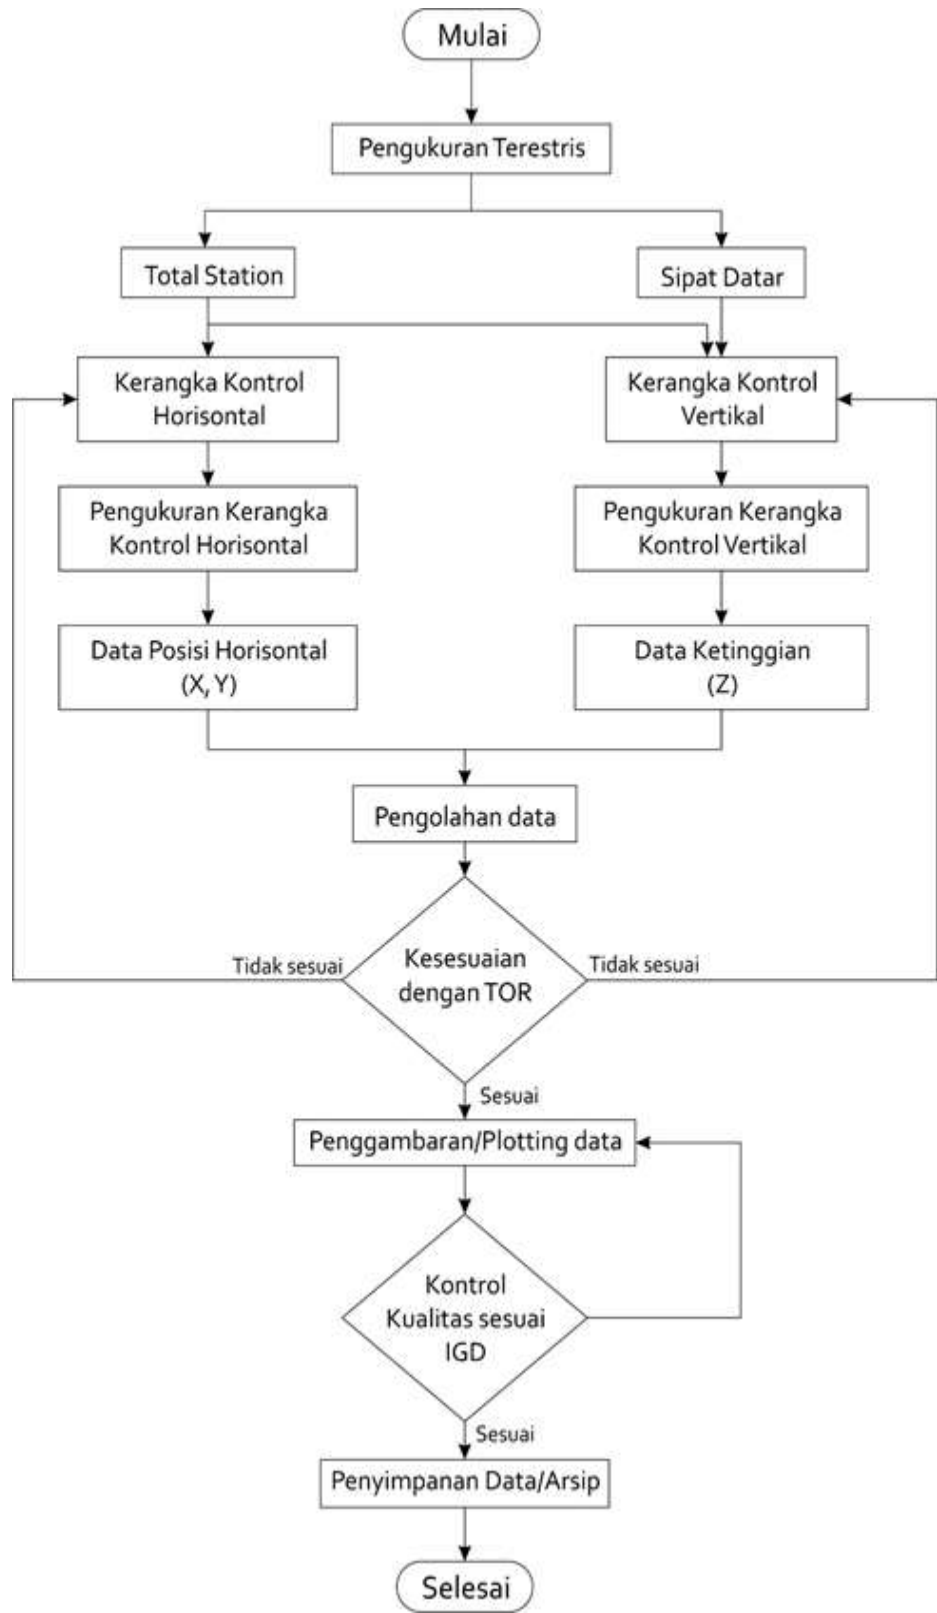 Mulai
Pengukuran Terestris
Total Station
Sipat Datar
Kerangka Kontrol
Horisontal
Kerangka Kontrol
Vertikal
Pengukuran Kerangka
Kontrol Horisontal
Pengukuran Kerangka
Kontrol Vertikal
Data Posisi Horisontal
(X, Y)
Data Ketinggian
(Z)
Pengolahan data
Tidak sesuai
Kesesuaian
dengan TOR
Tidak sesuai
Sesuai
Penggambaran/Plotting data
Kontrol
Kualitas sesuai
IGD
Sesuai
Penyimpanan Data/Arsip
Selesai